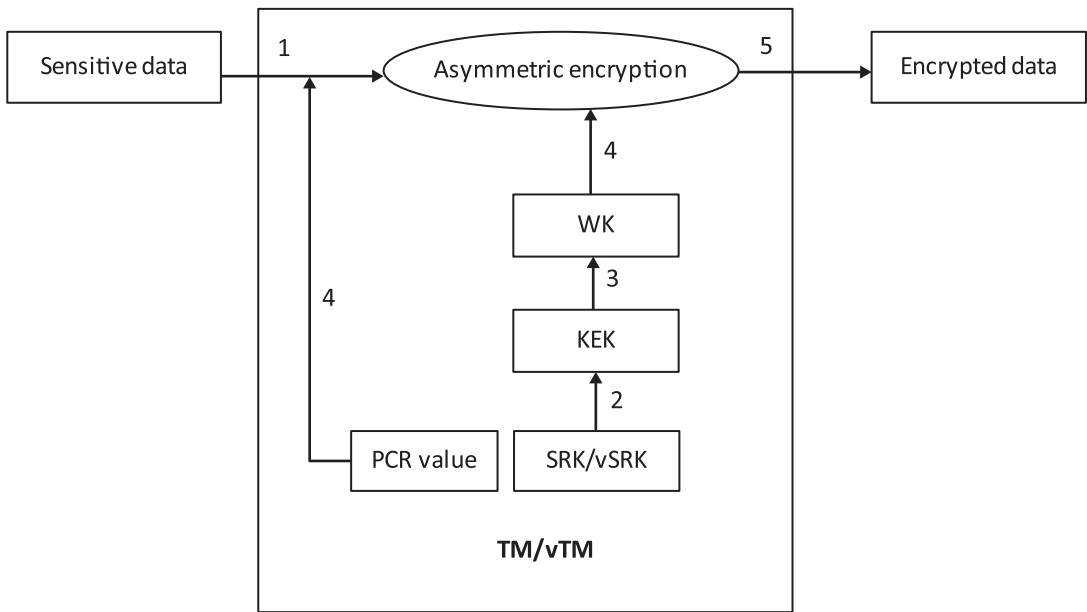 Sensitive data
1
Asymmetric encryption
5
Encrypted data
4
WK
3
4
KEK
2
PCR value
SRK/vSRK
TM/vTM